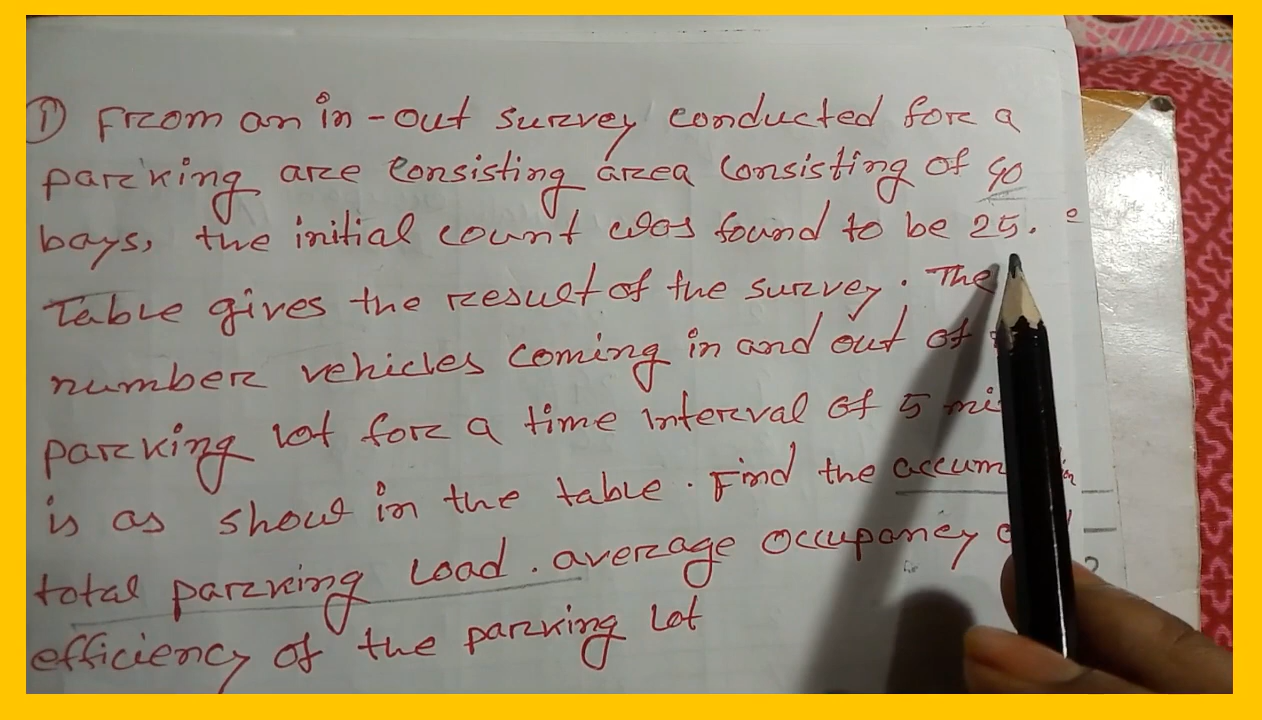 ① From an in-out survey conducted for a
parking are consisting area consisting of 40
bays, the initial count was found to be 25.
Table gives the result of the survey. The
number vehicles coming in and out of
parking lot for a time interval of 5
is as show in the table. Find the
total parking load. average occupancy
efficiency of the parking lot